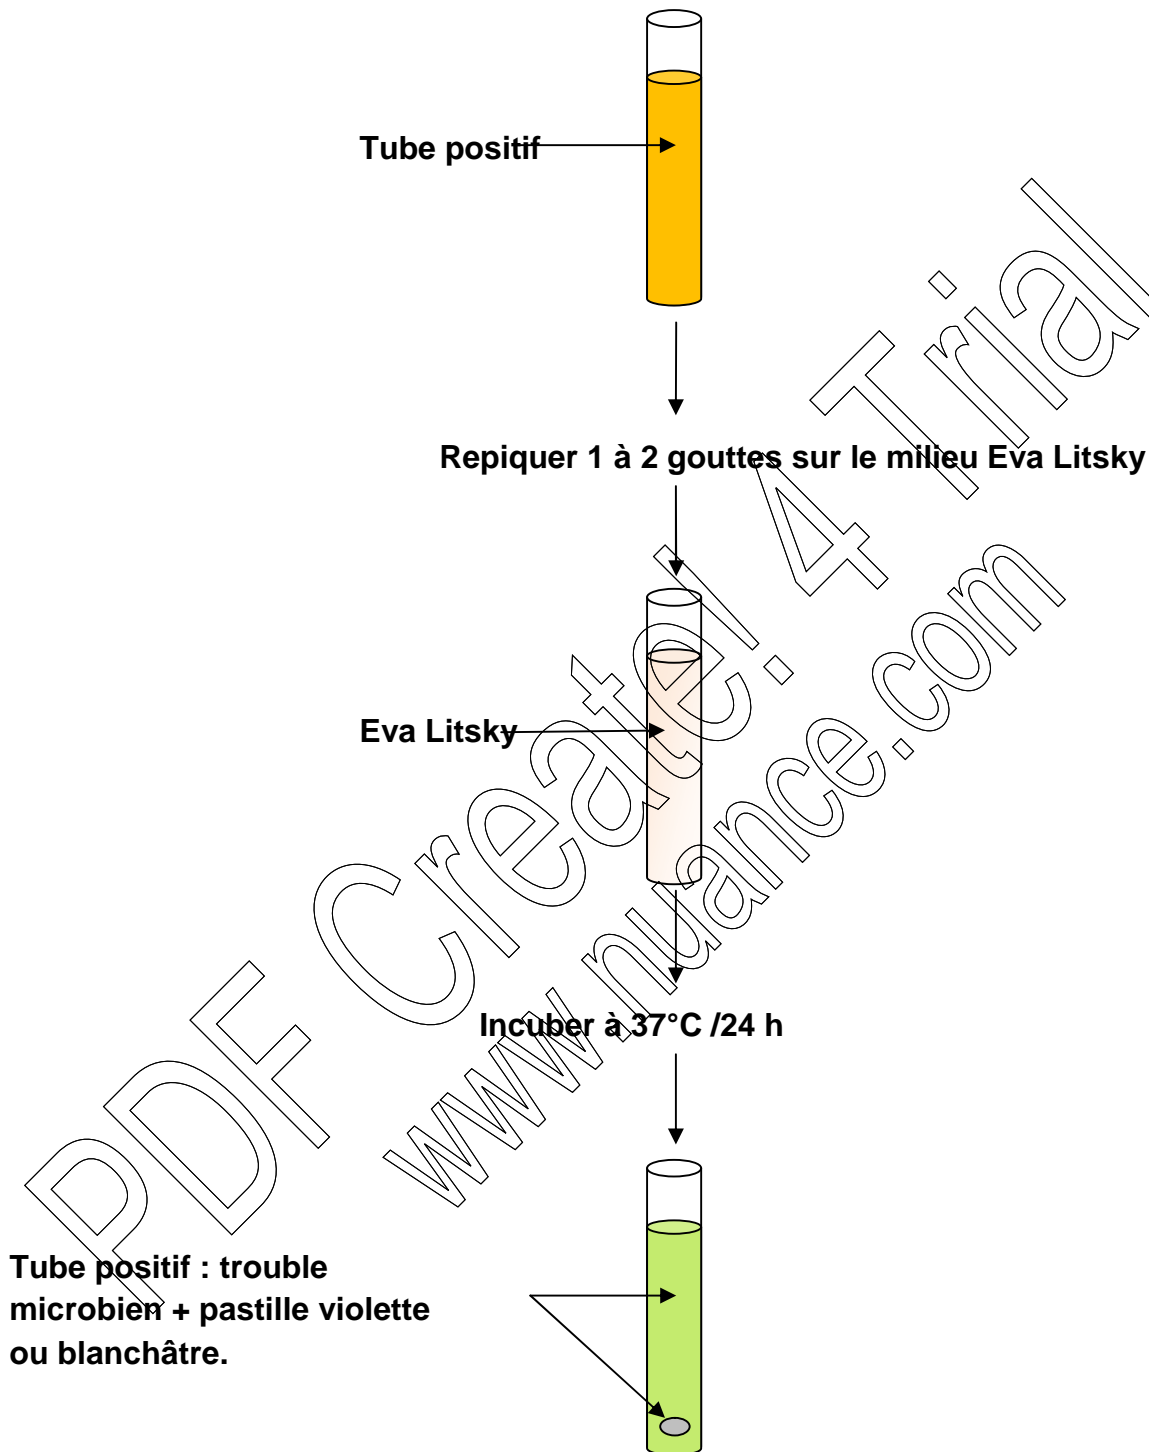 Tube positif
Repiquer 1 à 2 gouttes sur le milieu Eva Litsky
Eva Litsky
Incuber à 37°C /24 h
Tube positif : trouble
microbien + pastille violette
ou blanchâtre.
PDF Create! 4 Trial
www.nuance.com